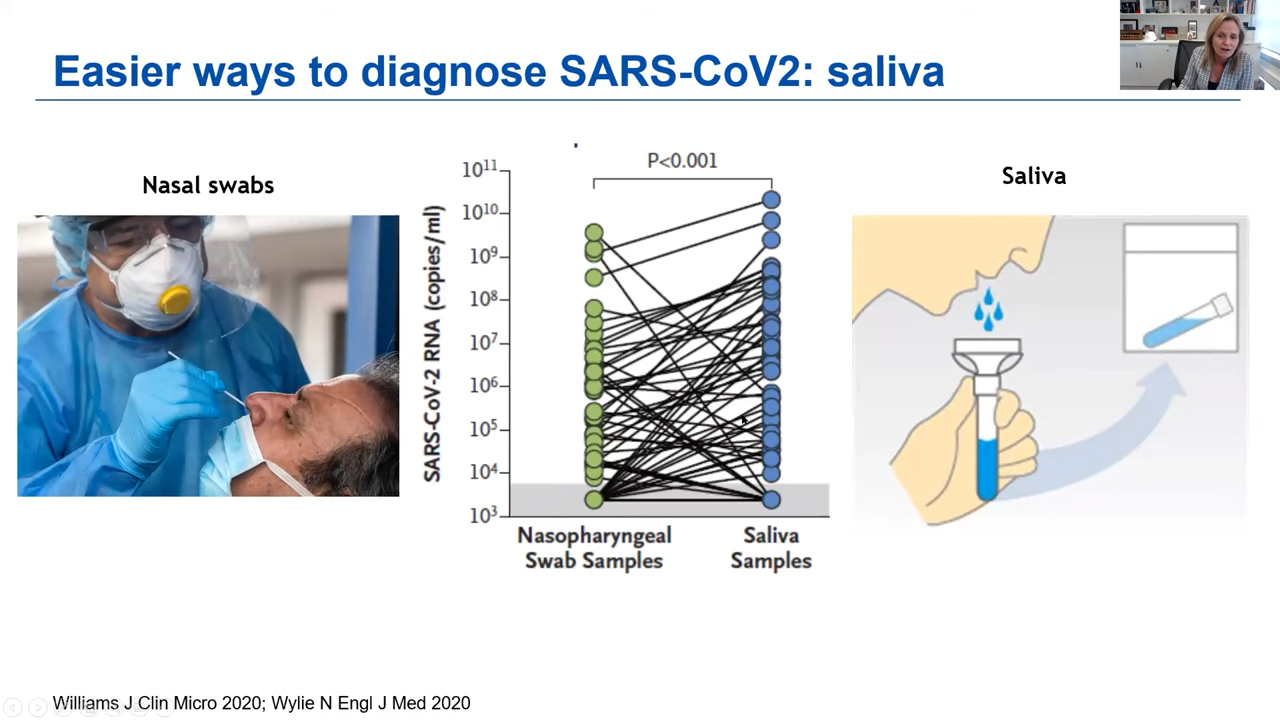 Easier ways to diagnose SARS-CoV2: saliva
Nasal swabs
P<0.001
Saliva
SARS-CoV-2 RNA (copies/ml)
10¹¹
10¹⁰
10⁹
10⁸
10⁷
10⁶
10⁵
10⁴
10³
Nasopharyngeal
Swab Samples
Saliva
Samples
Williams J Clin Micro 2020; Wylie N Engl J Med 2020